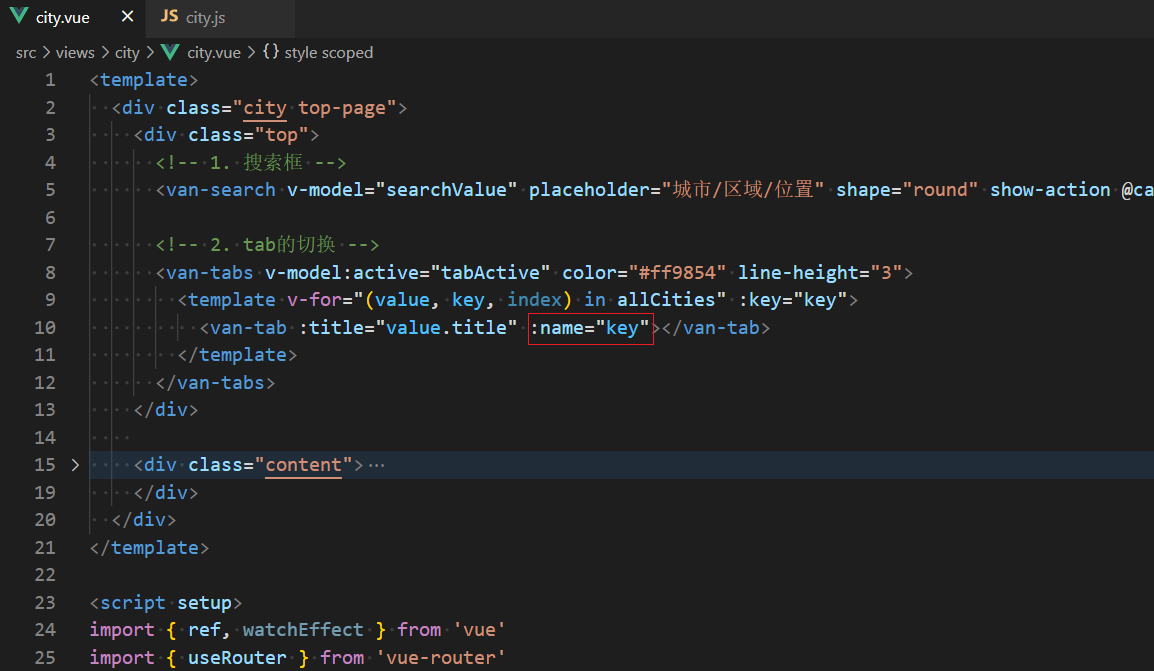 city.vue × JS city.js
src > views > city > city.vue > {} style scoped
1 <template>
2 <div class="city top-page">
3 <div class="top">
4 <!-- 1. 搜索框 -->
5 <van-search v-model="searchValue" placeholder="城市/区域/位置" shape="round" show-action @ca
6
7 <!-- 2. tab的切换 -->
8 <van-tabs v-model:active="tabActive" color="#ff9854" line-height="3">
9 <template v-for="(value, key, index) in allCities" :key="key">
10 <van-tab :title="value.title" :name="key"></van-tab>
11 </template>
12 </van-tabs>
13 </div>
14
15 > <div class="content">···
19 </div>
20 </div>
21 </template>
22
23 <script setup>
24 import { ref, watchEffect } from 'vue'
25 import { useRouter } from 'vue-router'